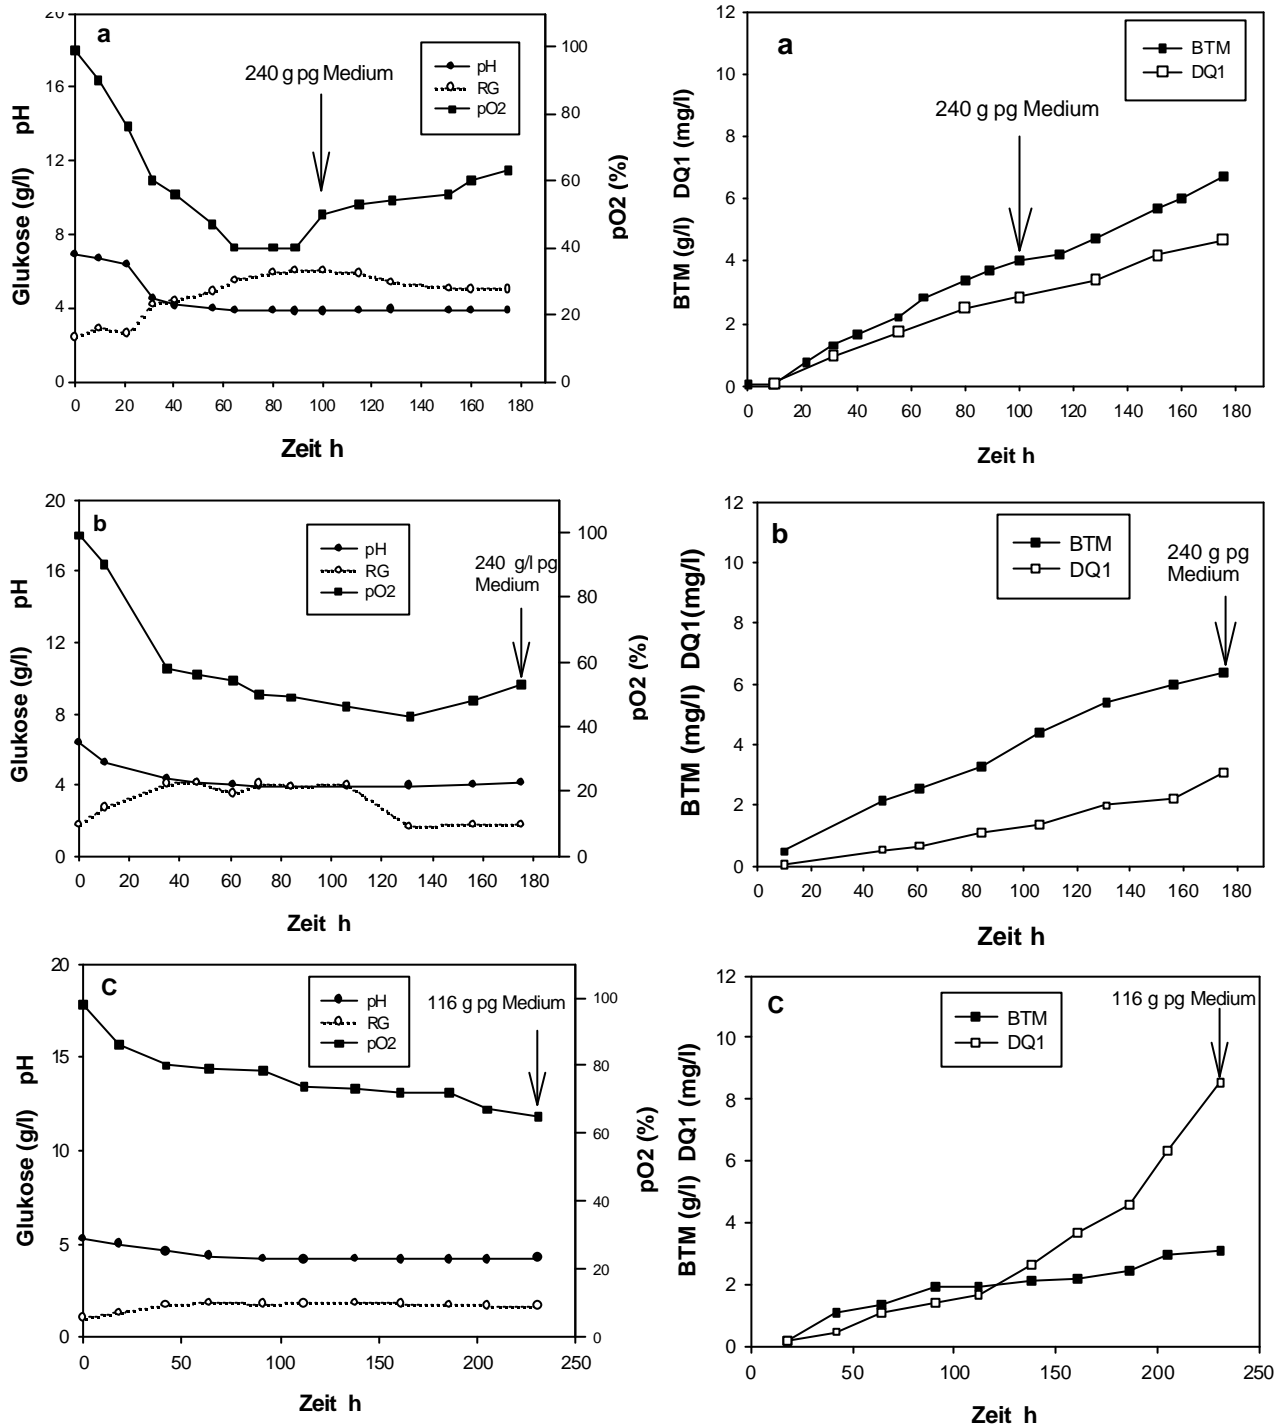 a
240 g pg Medium
pH
RG
pO2
Glukose (g/l) pH
20
16
12
8
4
0
100
80
60
40
20
0
pO2 (%)
0 20 40 60 80 100 120 140 160 180
Zeit h
a
240 g pg Medium
BTM
DQ1
BTM (g/l) DQ1 (mg/l)
12
10
8
6
4
2
0
0 20 40 60 80 100 120 140 160 180
Zeit h
b
pH
RG
pO2
240 g/l pg
Medium
Glukose (g/l) pH
20
16
12
8
4
0
100
80
60
40
20
0
pO2 (%)
0 20 40 60 80 100 120 140 160 180
Zeit h
b
BTM
DQ1
240 g pg
Medium
BTM (mg/l) DQ1(mg/l)
12
10
8
6
4
2
0
0 20 40 60 80 100 120 140 160 180
Zeit h
C
pH
RG
pO2
116 g pg Medium
Glukose (g/l) pH
20
15
10
5
0
100
80
60
40
20
0
pO2 (%)
0 50 100 150 200 250
Zeit h
C
BTM
DQ1
116 g pg Medium
BTM (g/l) DQ1 (mg/l)
12
10
8
6
4
2
0
0 50 100 150 200 250
Zeit h